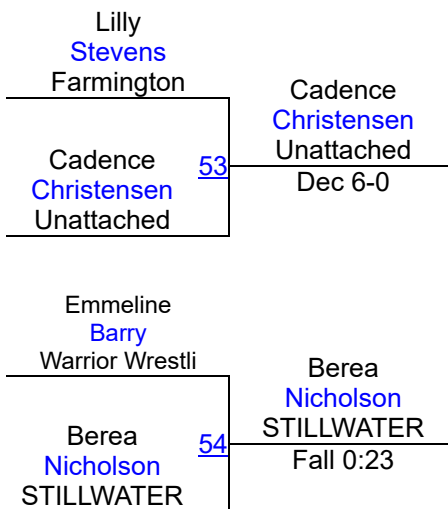 Lilly
Stevens
Farmington
Cadence
Christensen
Unattached
53
Cadence
Christensen
Unattached
Dec 6-0
Emmeline
Barry
Warrior Wrestli
Berea
Nicholson
STILLWATER
54
Berea
Nicholson
STILLWATER
Fall 0:23